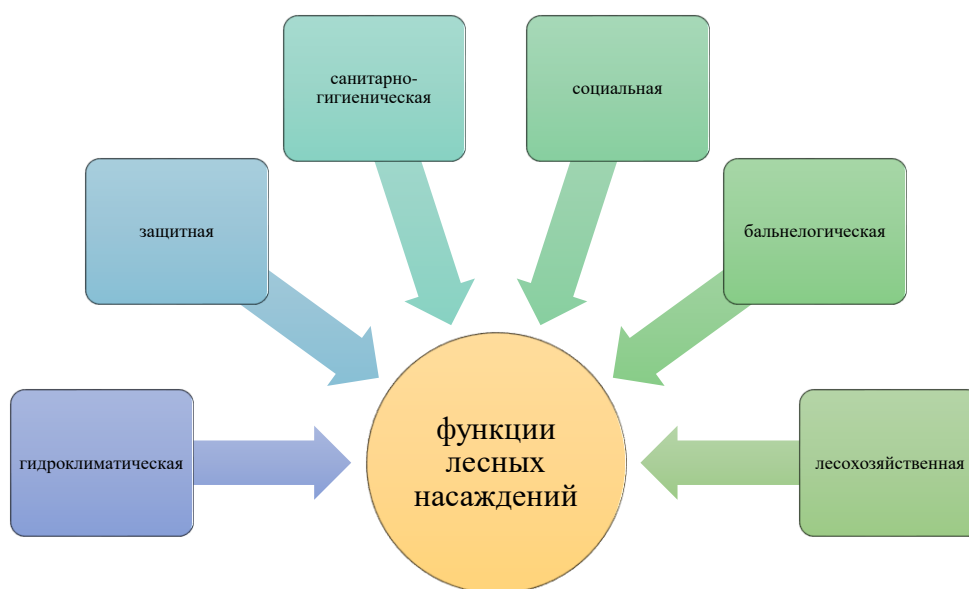 санитарно-
гигиеническая
социальная
защитная
бальнелогическая
гидроклиматическая
функции
лесных
насаждений
лесохозяйственная